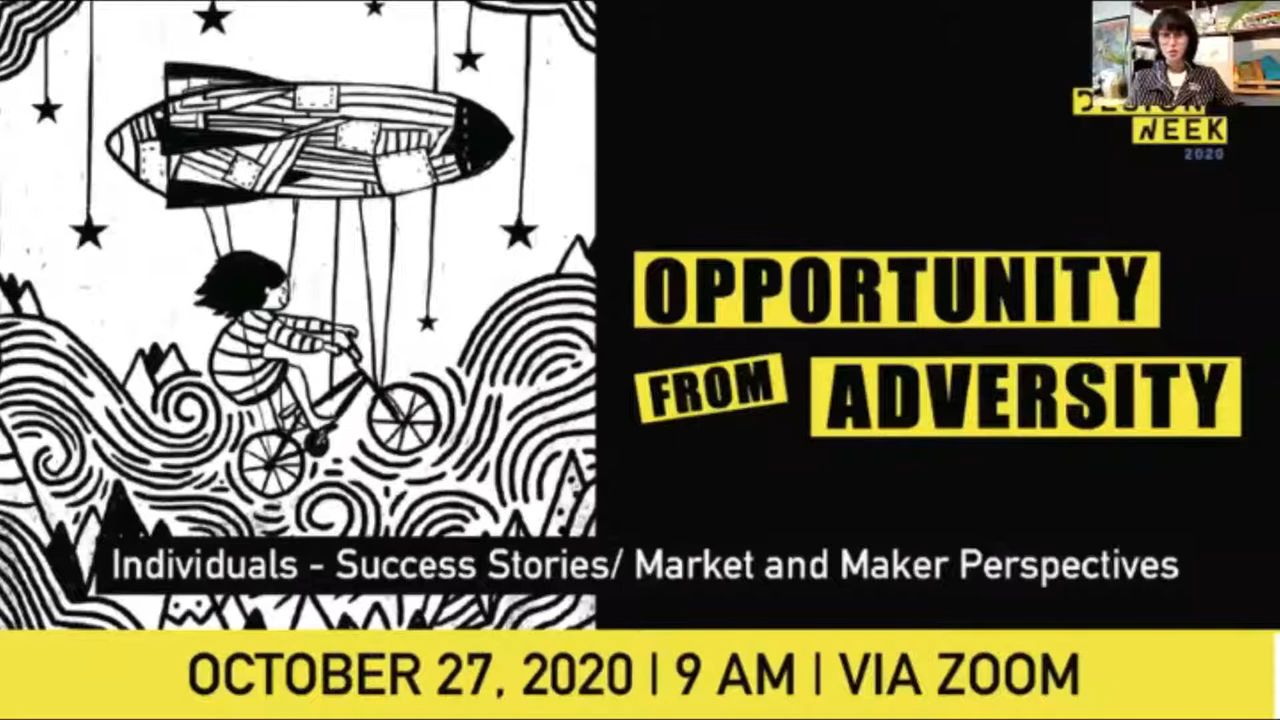 WEEK
2020
OPPORTUNITY
FROM ADVERSITY
Individuals - Success Stories/ Market and Maker Perspectives
OCTOBER 27, 2020 | 9 AM | VIA ZOOM